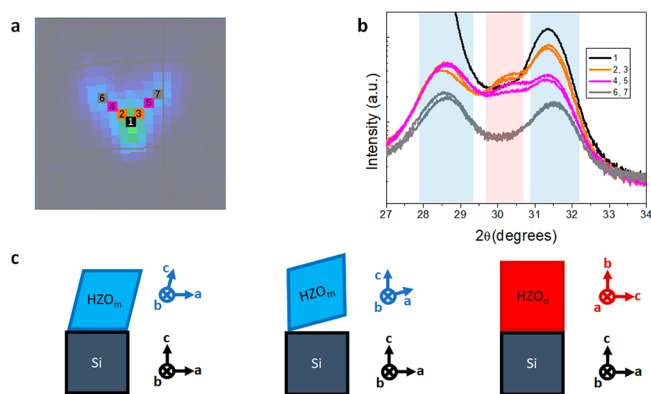 a
6
7
4
5
2
3
1
b
Intensity (a.u.)
1
2, 3
4, 5
6, 7
27 28 29 30 31 32 33 34
2θ(degrees)
c
HZOm
c
a
b
Si
c
a
b
HZOm
c
a
b
Si
c
a
b
HZOo
b
c
a
Si
c
a
b